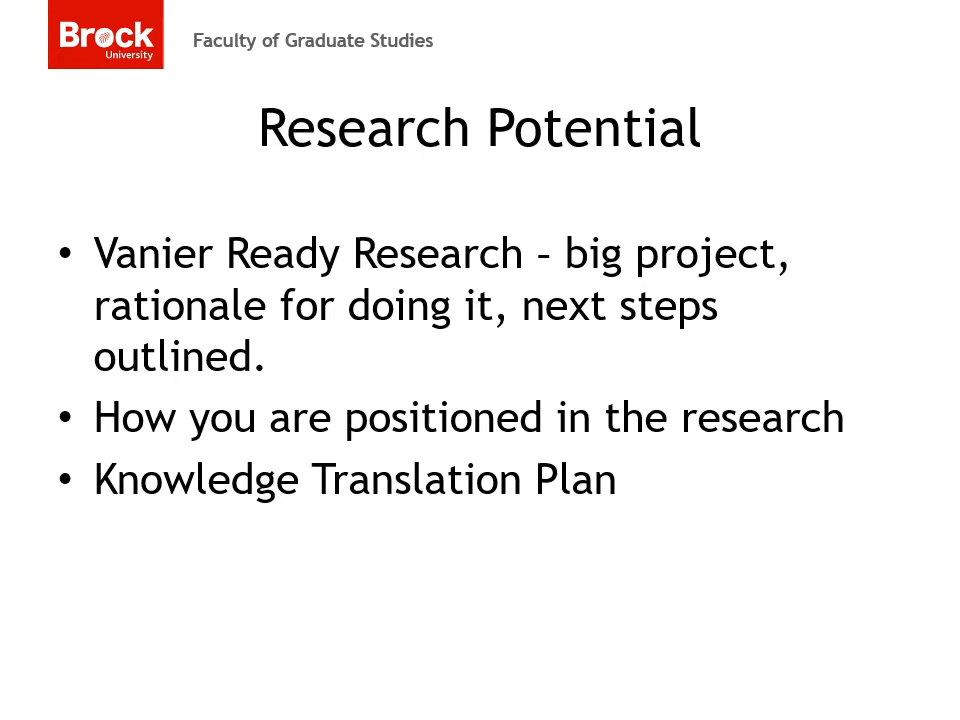 Brock
University
Faculty of Graduate Studies
Research Potential
• Vanier Ready Research – big project,
rationale for doing it, next steps
outlined.
• How you are positioned in the research
• Knowledge Translation Plan